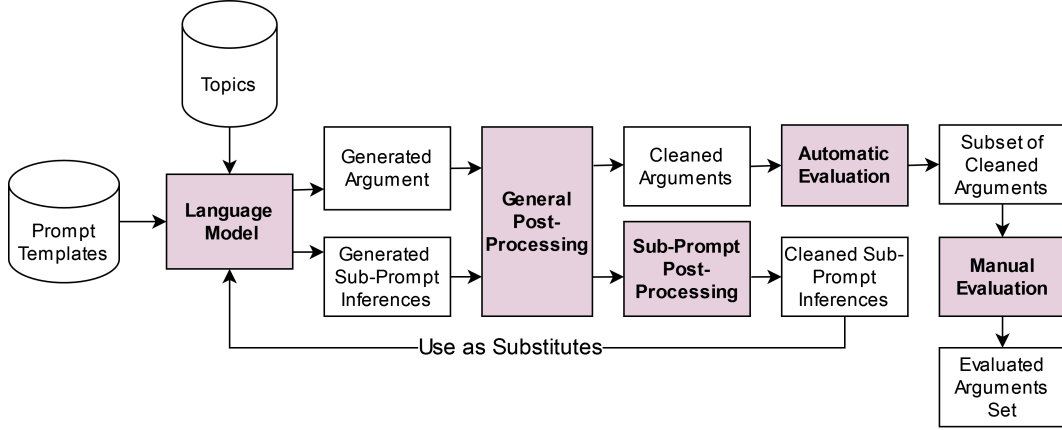 Topics
Prompt
Templates
Language
Model
Generated
Argument
Generated
Sub-Prompt
Inferences
General
Post-
Processing
Cleaned
Arguments
Sub-Prompt
Post-
Processing
Automatic
Evaluation
Cleaned Sub-
Prompt
Inferences
Subset of
Cleaned
Arguments
Manual
Evaluation
Evaluated
Arguments
Set
Use as Substitutes